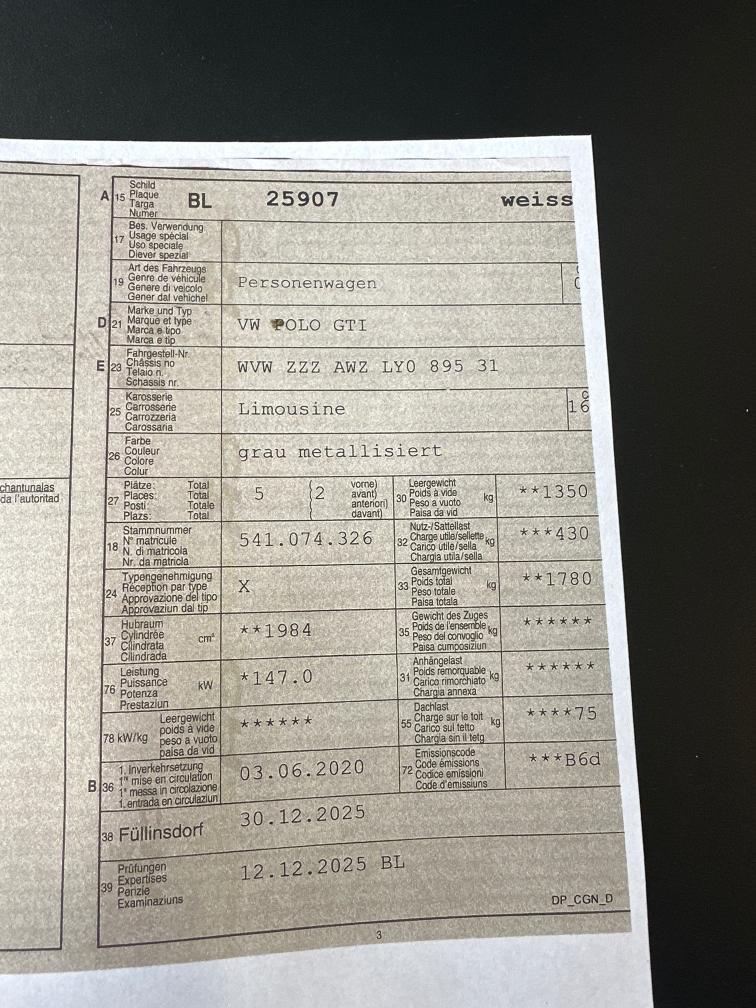 chantunalas
da l'autoritad
A 15 Schild
Plaque
Targa
Numer
BL 25907 weiss
17 Bes. Verwendung
Usage spécial
Uso speciale
Diever spezial
19 Art des Fahrzeugs
Genre de véhicule
Genere di veicolo
Gener dal vehichel
Personenwagen
D 21 Marke und Typ
Marque et type
Marca e tipo
Marca e tip
VW POLO GTI
E 23 Fahrgestell-Nr.
Châssis no
Telaio n.
Schassis nr.
WVW ZZZ AWZ LY0 895 31
25 Karosserie
Carrosserie
Carrozzeria
Carossaria
Limousine
16
26 Farbe
Couleur
Colore
Colur
grau metallisiert
27 Plätze: Total
Places: Total
Posti: Totale
Plazs: Total
5 (2 vorne)
avant)
anteriori)
davant)
30 Leergewicht
Poids à vide
Peso a vuoto
Paisa da vid
kg **1350
18 Stammnummer
N° matricule
N. di matricola
Nr. da matricla
541.074.326
32 Nutz-/Sattellast
Charge utile/sellette
Carico utile/sella
Chargia utila/sella
kg ***430
24 Typengenehmigung
Réception par type
Approvazione del tipo
Approvaziun dal tip
X
33 Gesamtgewicht
Poids total
Peso totale
Paisa totala
kg **1780
37 Hubraum
Cylindrée
Cilindrata
Cilindrada
cm³ **1984
35 Gewicht des Zuges
Poids de l'ensemble
Peso del convoglio
Paisa cumposiziun
kg ******
76 Leistung
Puissance
Potenza
Prestaziun
kW *147.0
31 Anhängelast
Poids remorquable
Carico rimorchiato
Chargia annexa
kg ******
78 kW/kg Leergewicht
poids à vide
peso a vuoto
paisa da vid
******
55 Dachlast
Charge sur le toit
Carico sul tetto
Chargia sin il tetg
kg ****75
B 36 1. Inverkehrsetzung
1re mise en circulation
1a messa in circolazione
1. entrada en circulaziun
03.06.2020
72 Emissionscode
Code émissions
Codice emissioni
Code d'emissiuns
***B6d
38 Füllinsdorf 30.12.2025
39 Prüfungen
Expertises
Perizie
Examinaziuns
12.12.2025 BL
DP_CGN_D
3